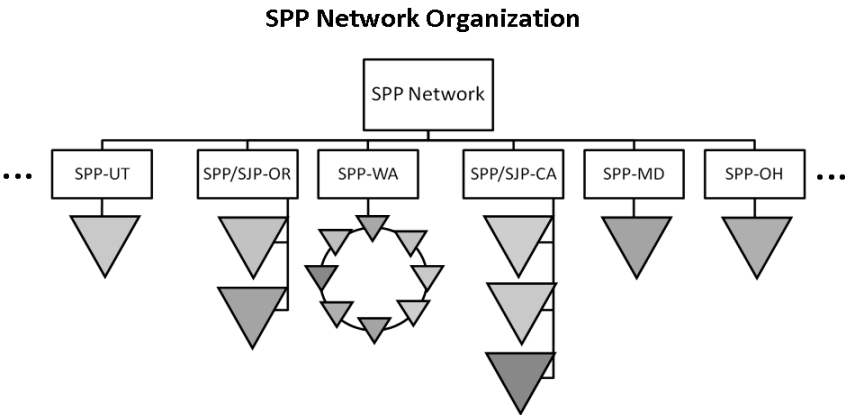 SPP Network Organization
SPP Network
... SPP-UT SPP/SJP-OR SPP-WA SPP/SJP-CA SPP-MD SPP-OH ...